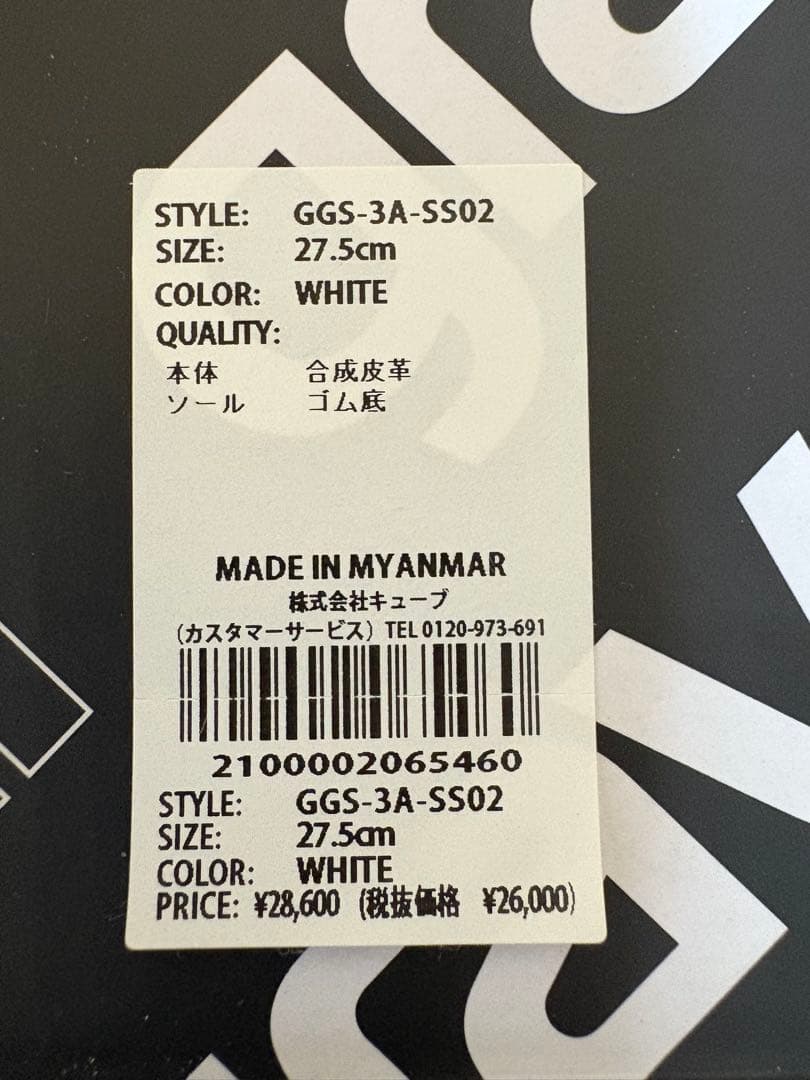 STYLE: GGS-3A-SS02
SIZE: 27.5cm
COLOR: WHITE
QUALITY:
本体 合成皮革
ソール ゴム底
MADE IN MYANMAR
株式会社キューブ
(カスタマーサービス) TEL 0120-973-691
2100002065460
STYLE: GGS-3A-SS02
SIZE: 27.5cm
COLOR: WHITE
PRICE: ¥28,600 (税抜価格 ¥26,000)